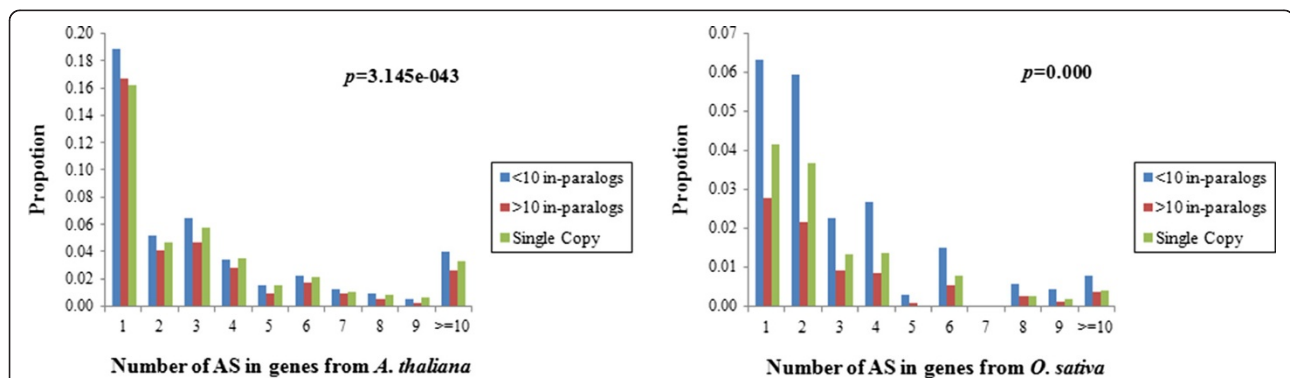 0.20
0.18
0.16
0.14
0.12
0.10
0.08
0.06
0.04
0.02
0.00
Propotion
p=3.145e-043
<10 in-paralogs
>10 in-paralogs
Single Copy
1 2 3 4 5 6 7 8 9 >=10
Number of AS in genes from A. thaliana
0.07
0.06
0.05
0.04
0.03
0.02
0.01
0.00
Propotion
p=0.000
<10 in-paralogs
>10 in-paralogs
Single Copy
1 2 3 4 5 6 7 8 9 >=10
Number of AS in genes from O. sativa